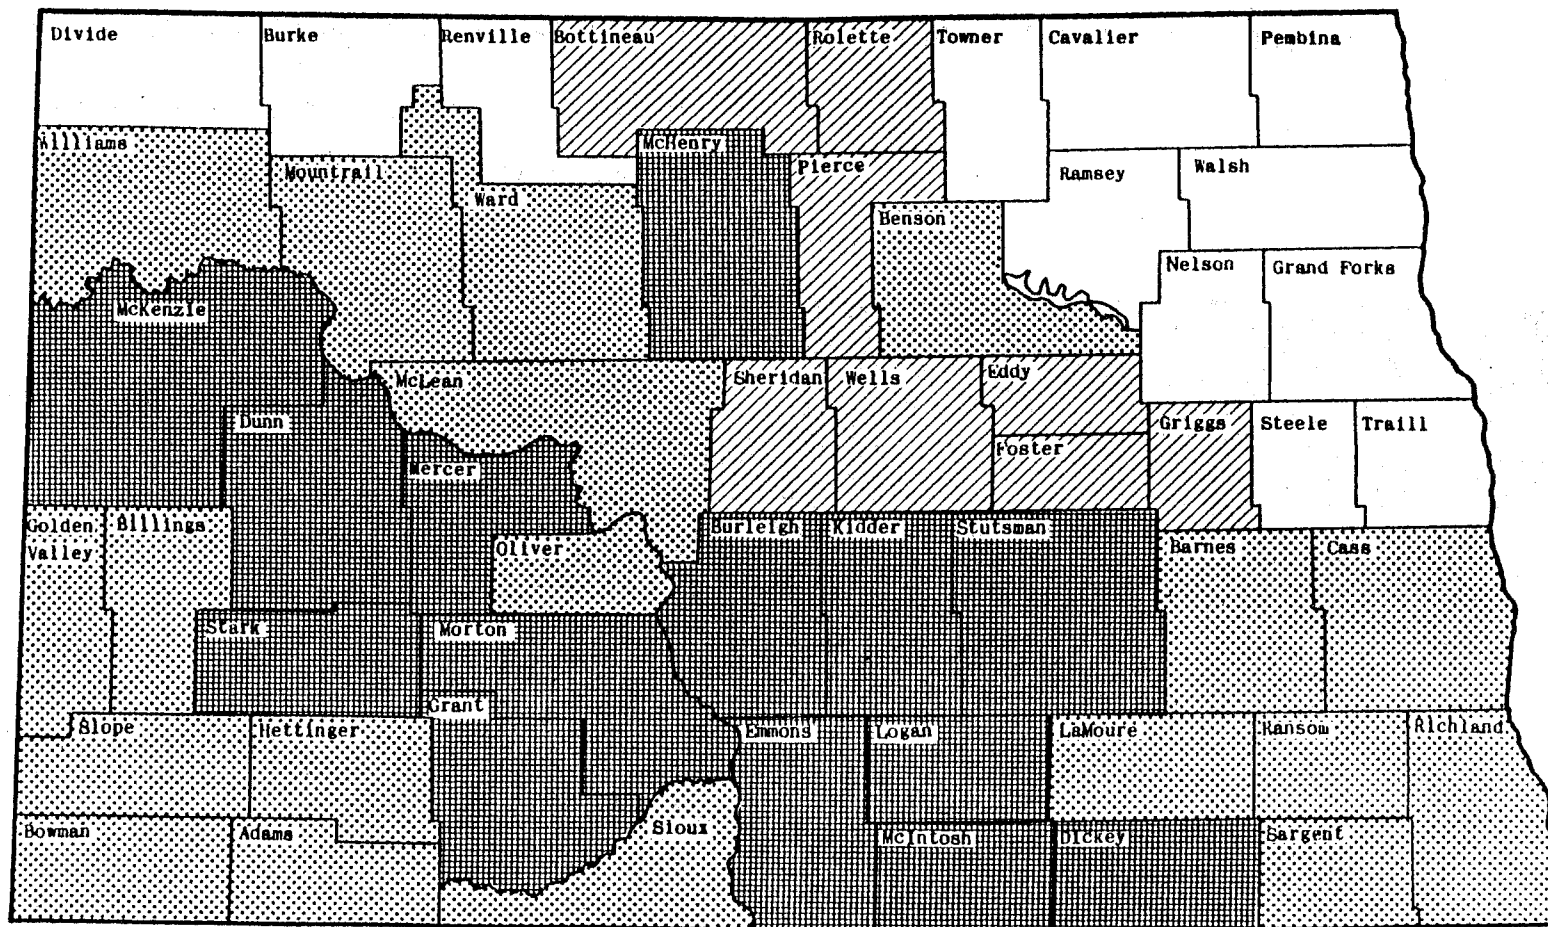 Divide
Burke
Renville
Bottineau
Rolette
Towner
Cavalier
Pembina
Williams
Mountrail
Ward
McHenry
Pierce
Benson
Ramsey
Walsh
Nelson
Grand Forks
McKenzie
McLean
Sheridan
Wells
Eddy
Dunn
Mercer
Foster
Griggs
Steele
Traill
Golden
Valley
Billings
Oliver
Burleigh
Kidder
Stutsman
Barnes
Cass
Stark
Morton
Grant
Slope
Hettinger
Emmons
Logan
LaMoure
Ransom
Richland
Bowman
Adams
Sioux
McIntosh
Dickey
Sargent